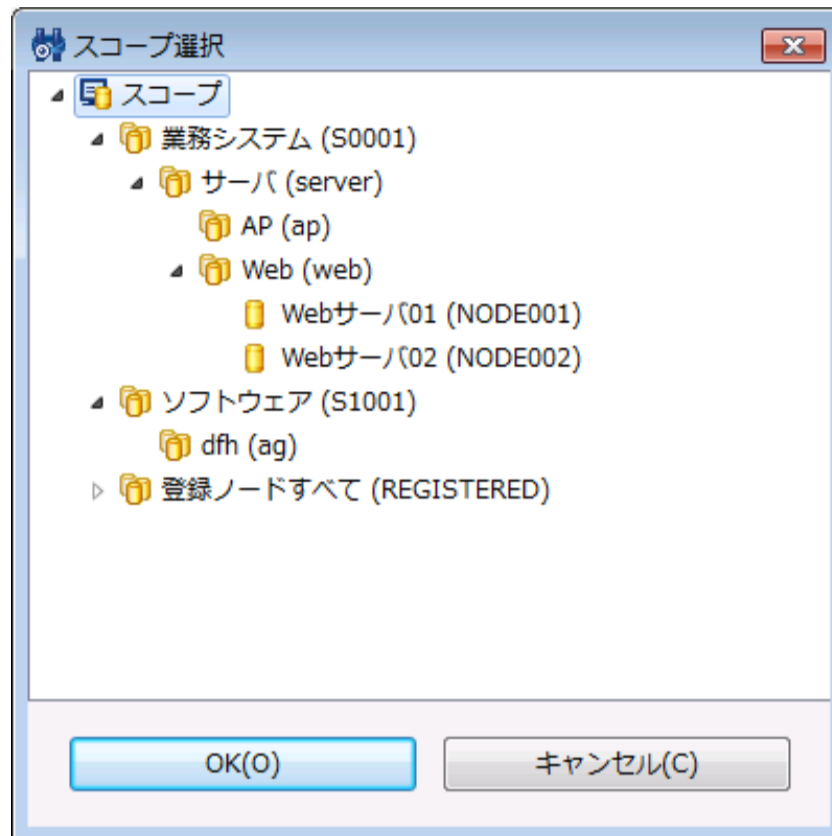 スコープ選択
スコープ
業務システム (S0001)
サーバ (server)
AP (ap)
Web (web)
Webサーバ01 (NODE001)
Webサーバ02 (NODE002)
ソフトウェア (S1001)
dfh (ag)
登録ノードすべて (REGISTERED)
OK(O)
キャンセル(C)